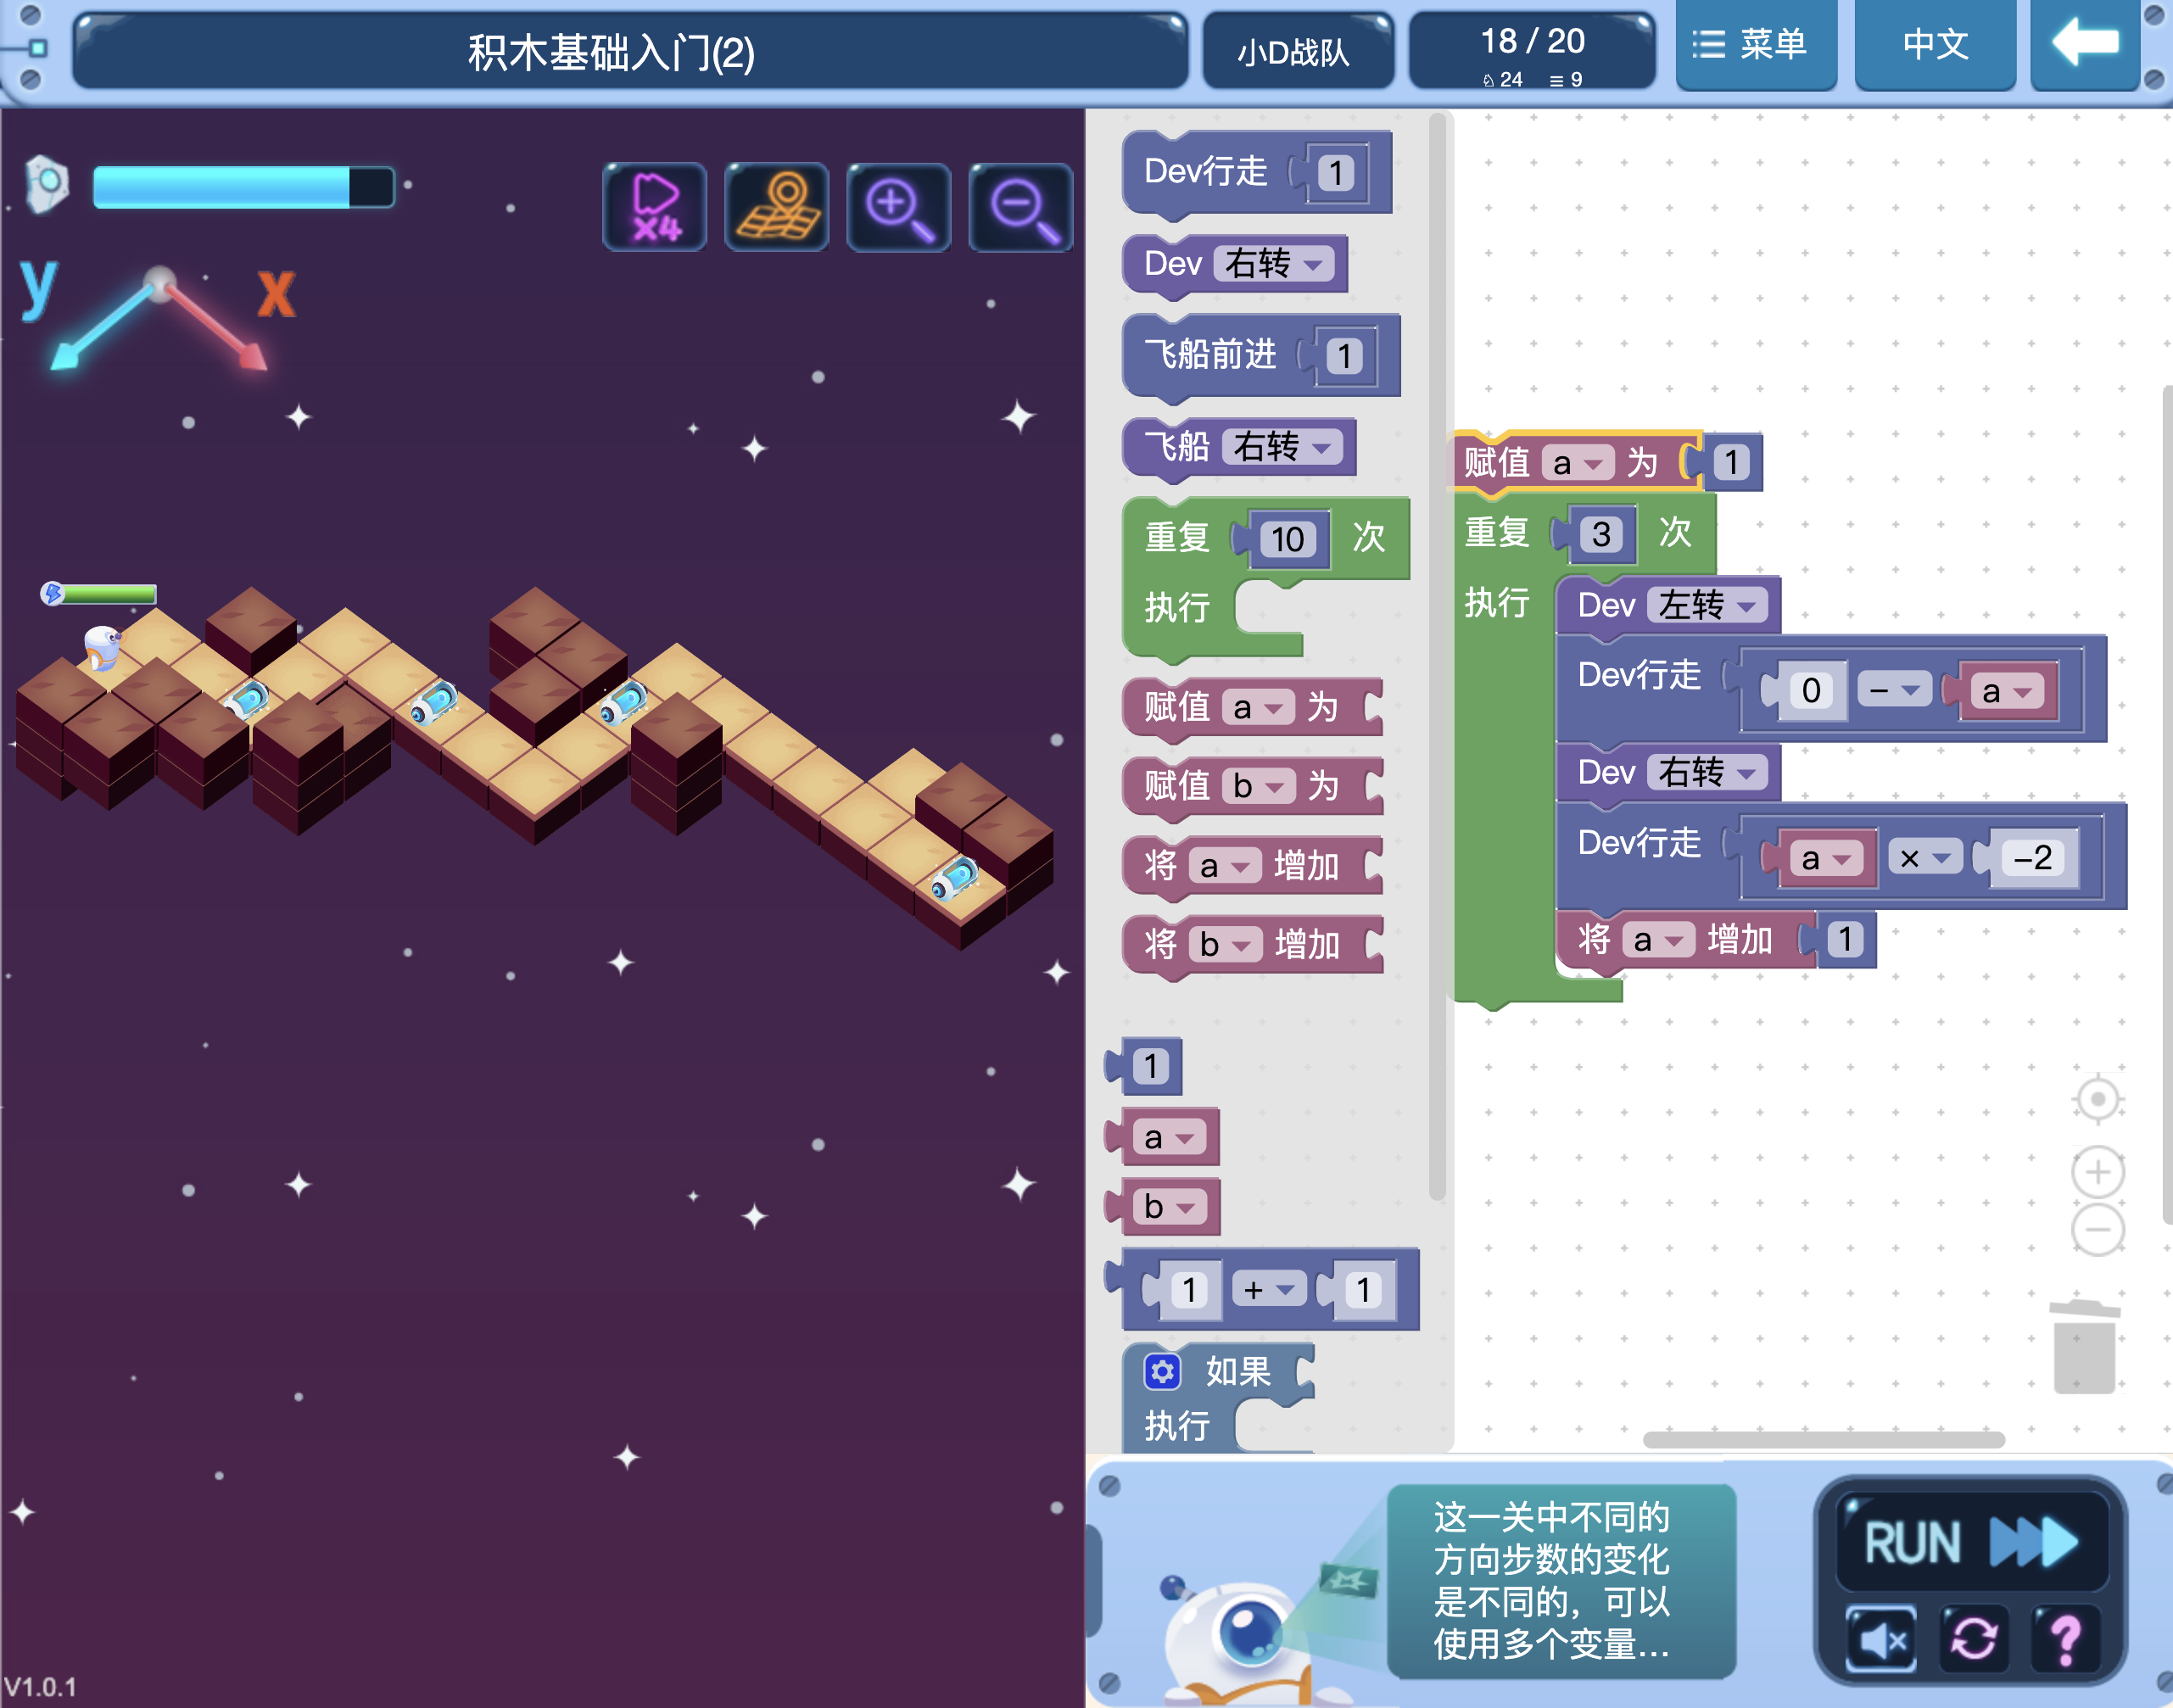 积木基础入门(2)
小D战队
18 / 20
24 9
菜单
中文
x4
y x
Dev行走 1
Dev 右转
飞船前进 1
飞船 右转
重复 10 次
执行
赋值 a 为
赋值 b 为
将 a 增加
将 b 增加
1
a
b
1 + 1
如果
执行
赋值 a 为 1
重复 3 次
执行 Dev 左转
Dev行走 0 - a
Dev 右转
Dev行走 a × -2
将 a 增加 1
这一关中不同的
方向步数的变化
是不同的，可以
使用多个变量...
RUN
V1.0.1